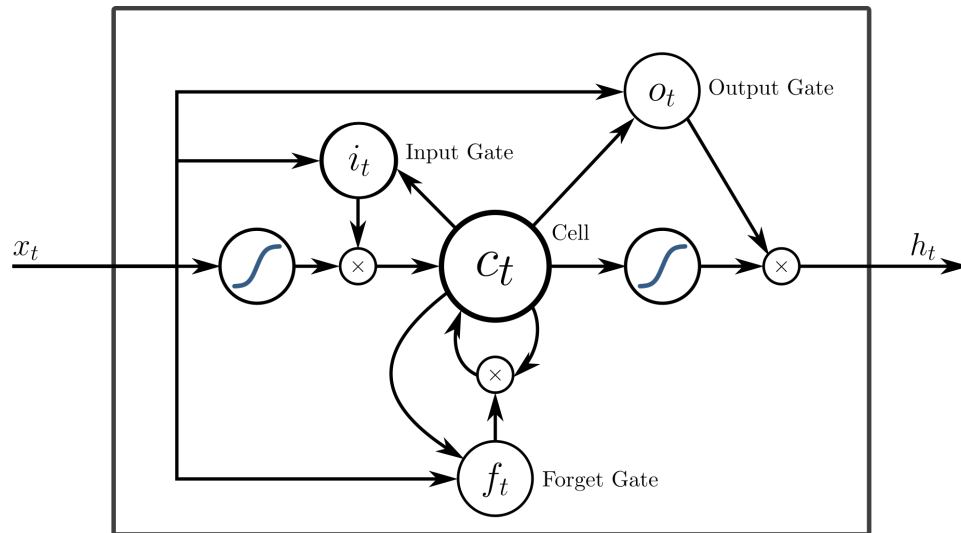 o_t Output Gate
i_t Input Gate
x_t
Cell
c_t
h_t
×
×
×
f_t Forget Gate